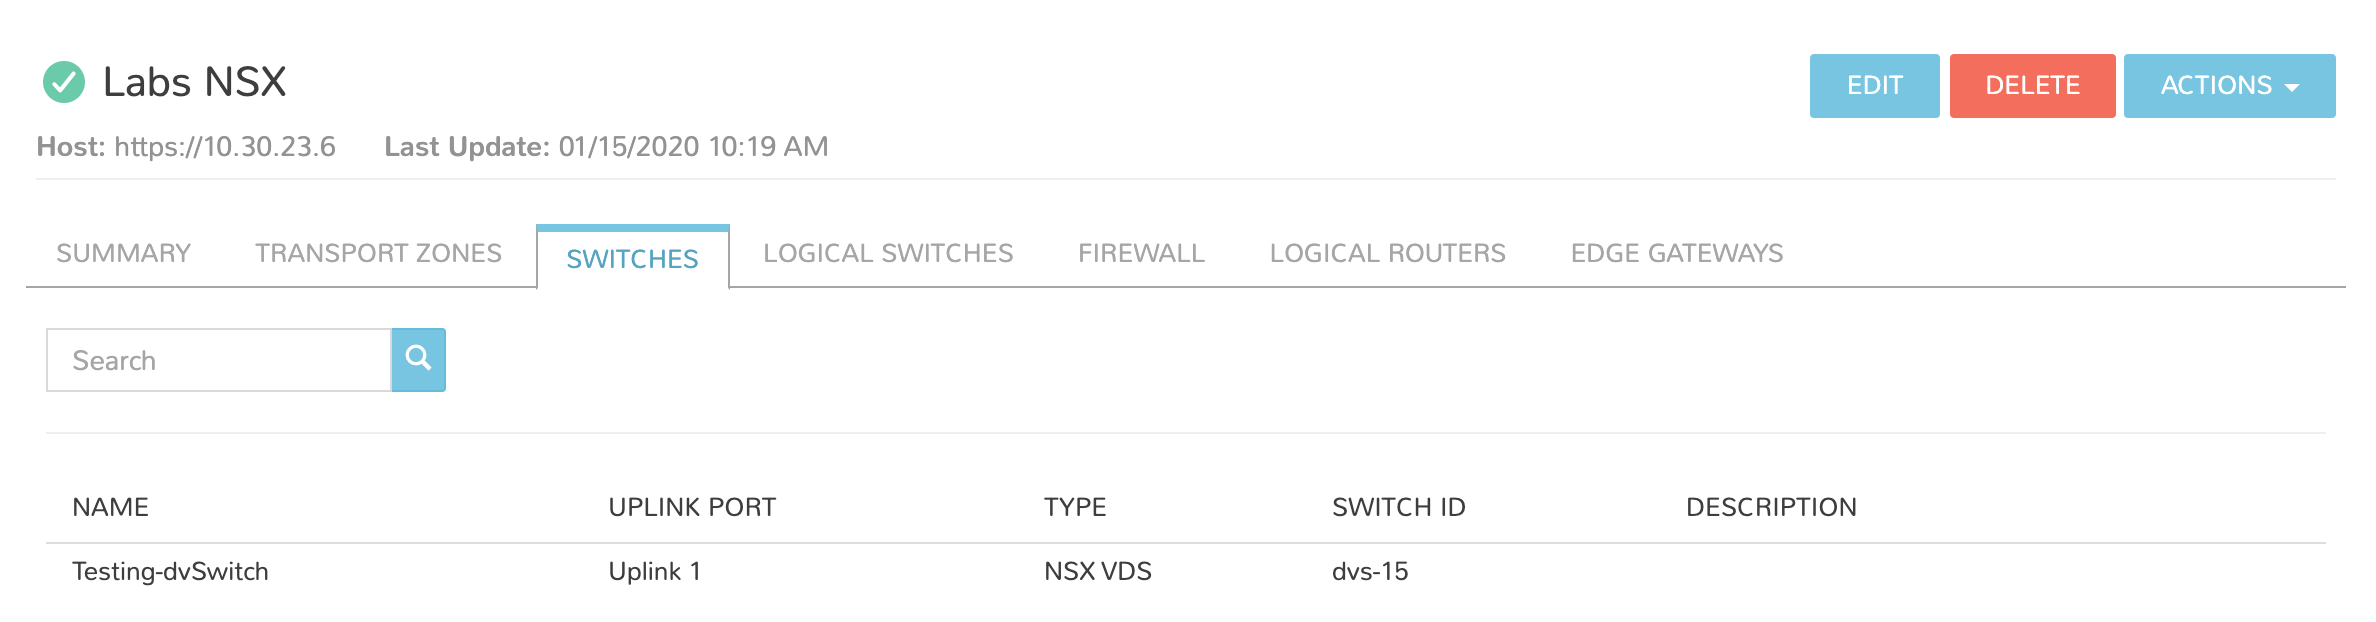 Labs NSX
EDIT DELETE ACTIONS
Host: https://10.30.23.6 Last Update: 01/15/2020 10:19 AM
SUMMARY TRANSPORT ZONES SWITCHES LOGICAL SWITCHES FIREWALL LOGICAL ROUTERS EDGE GATEWAYS
Search
NAME UPLINK PORT TYPE SWITCH ID DESCRIPTION
Testing-dvSwitch Uplink 1 NSX VDS dvs-15